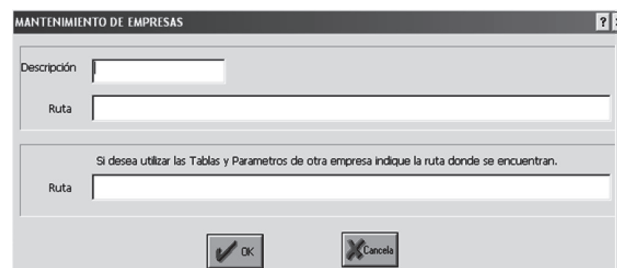 MANTENIMIENTO DE EMPRESAS ?
Descripción
Ruta
Si desea utilizar las Tablas y Parametros de otra empresa indique la ruta donde se encuentran.
Ruta
OK Cancela